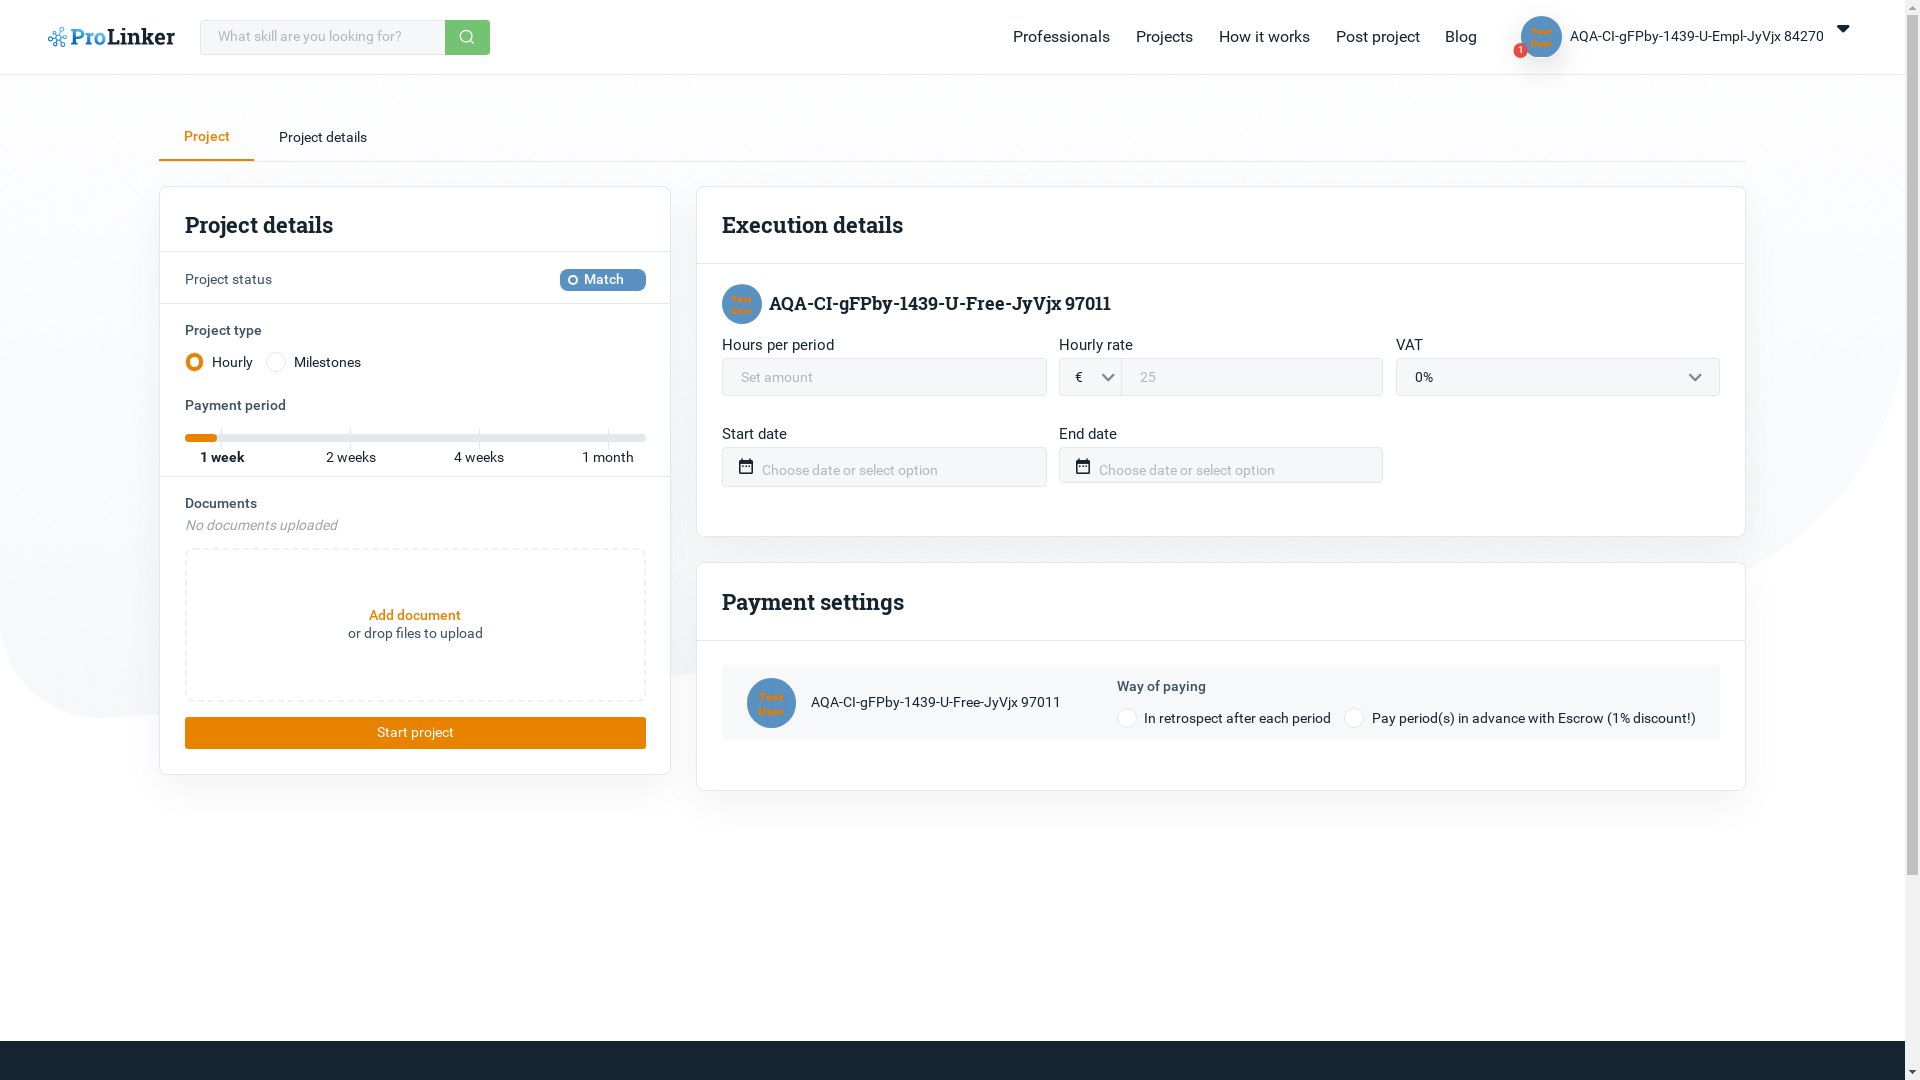 ProLinker
What skill are you looking for?
Professionals
Projects
How it works
Post project
Blog
Test
User
1
AQA-CI-gFPby-1439-U-Empl-JyVjx 84270
Project
Project details
Project details
Project status
Match
Project type
Hourly
Milestones
Payment period
1 week
2 weeks
4 weeks
1 month
Documents
No documents uploaded
Add document
or drop files to upload
Start project
Execution details
Test
User
AQA-CI-gFPby-1439-U-Free-JyVjx 97011
Hours per period
Hourly rate
VAT
Set amount
€
25
0%
Start date
End date
Choose date or select option
Choose date or select option
Payment settings
Test
User
AQA-CI-gFPby-1439-U-Free-JyVjx 97011
Way of paying
In retrospect after each period
Pay period(s) in advance with Escrow (1% discount!)